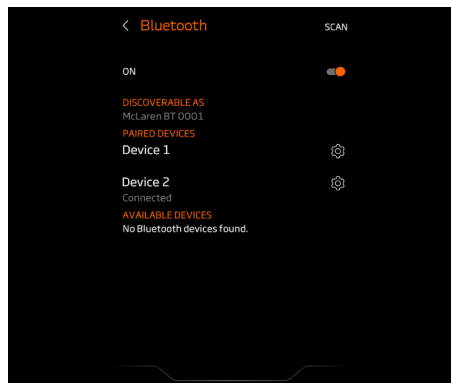 Bluetooth SCAN
ON
DISCOVERABLE AS
McLaren BT 0001
PAIRED DEVICES
Device 1
Device 2
Connected
AVAILABLE DEVICES
No Bluetooth devices found.